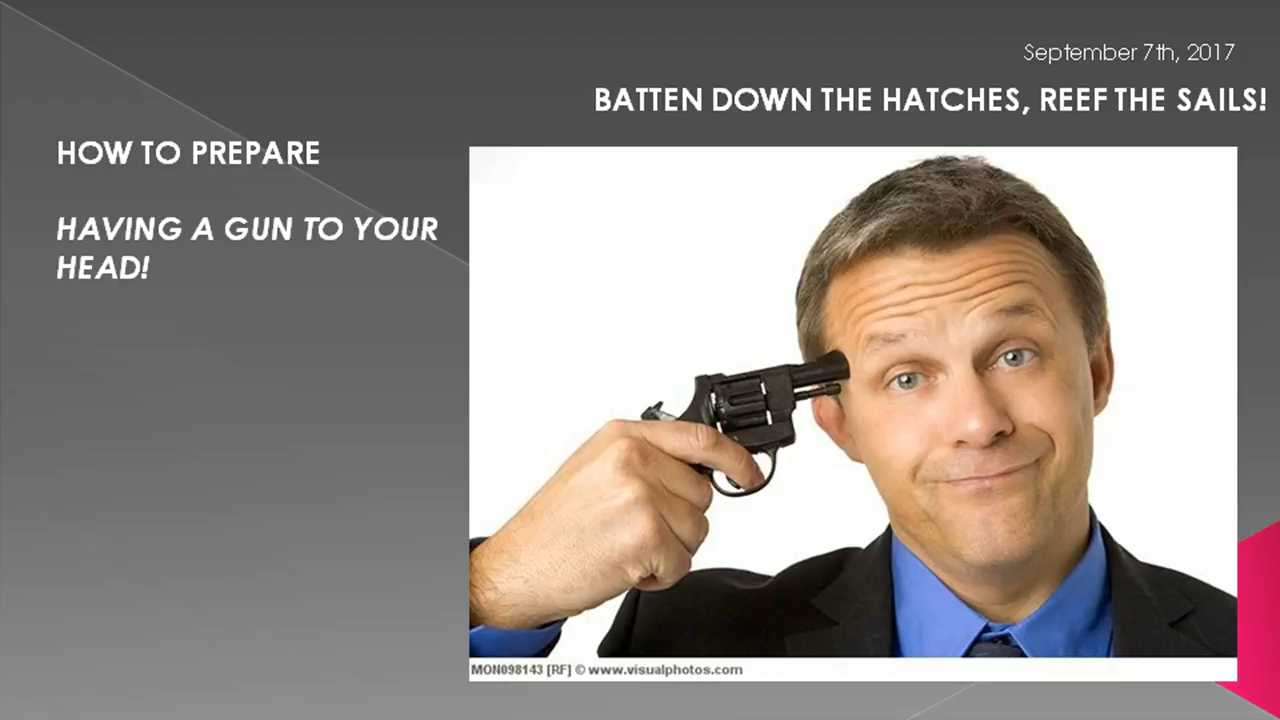 September 7th, 2017
BATTEN DOWN THE HATCHES, REEF THE SAILS!
HOW TO PREPARE
HAVING A GUN TO YOUR
HEAD!
MON098143 [RF] © www.visualphotos.com